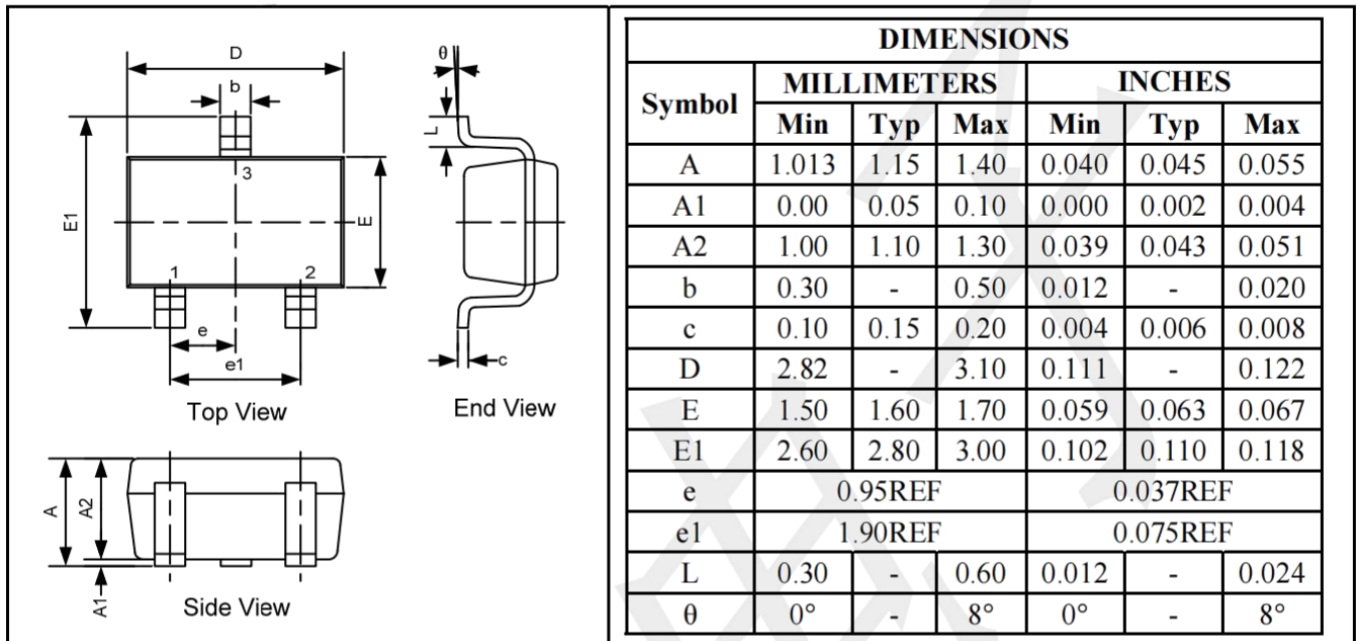 D
b
3
E1
E
1
2
e
e1
Top View
θ
L
c
End View
A
A2
A1
Side View
DIMENSIONS
Symbol MILLIMETERS INCHES
Min Typ Max Min Typ Max
A 1.013 1.15 1.40 0.040 0.045 0.055
A1 0.00 0.05 0.10 0.000 0.002 0.004
A2 1.00 1.10 1.30 0.039 0.043 0.051
b 0.30 - 0.50 0.012 - 0.020
c 0.10 0.15 0.20 0.004 0.006 0.008
D 2.82 - 3.10 0.111 - 0.122
E 1.50 1.60 1.70 0.059 0.063 0.067
E1 2.60 2.80 3.00 0.102 0.110 0.118
e 0.95REF 0.037REF
e1 1.90REF 0.075REF
L 0.30 - 0.60 0.012 - 0.024
θ 0° - 8° 0° - 8°